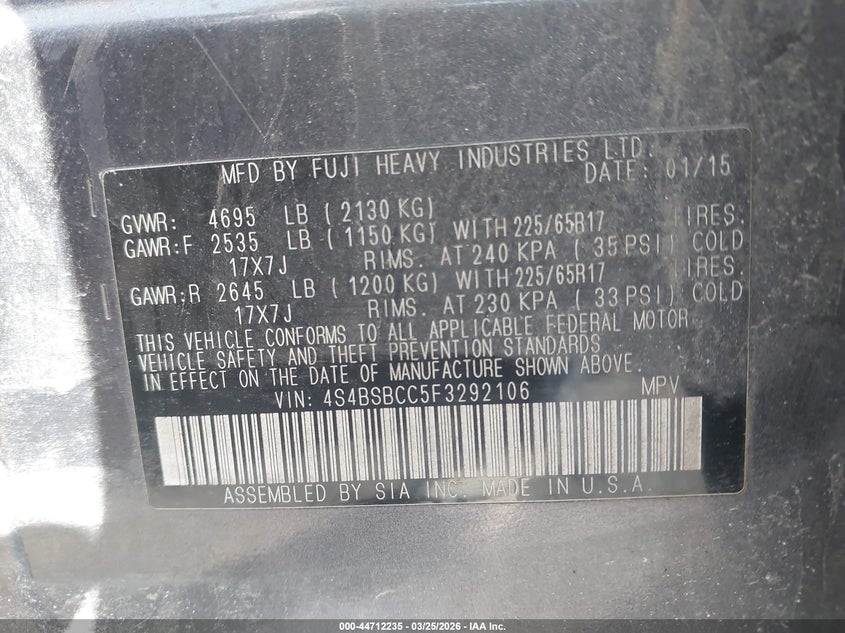 MFD BY FUJI HEAVY INDUSTRIES LTD.
DATE: 01/15
GVWR: 4695 LB ( 2130 KG)
GAWR:F 2535 LB ( 1150 KG) WITH 225/65R17 TIRES.
17X7J RIMS. AT 240 KPA ( 35 PSI) COLD
GAWR:R 2645 LB ( 1200 KG) WITH 225/65R17 TIRES.
17X7J RIMS. AT 230 KPA ( 33 PSI) COLD
THIS VEHICLE CONFORMS TO ALL APPLICABLE FEDERAL MOTOR
VEHICLE SAFETY AND THEFT PREVENTION STANDARDS
IN EFFECT ON THE DATE OF MANUFACTURE SHOWN ABOVE.
VIN: 4S4BSBCC5F3292106 MPV
ASSEMBLED BY SIA INC. MADE IN U.S.A.
000-44712235 - 03/25/2026 - IAA Inc.